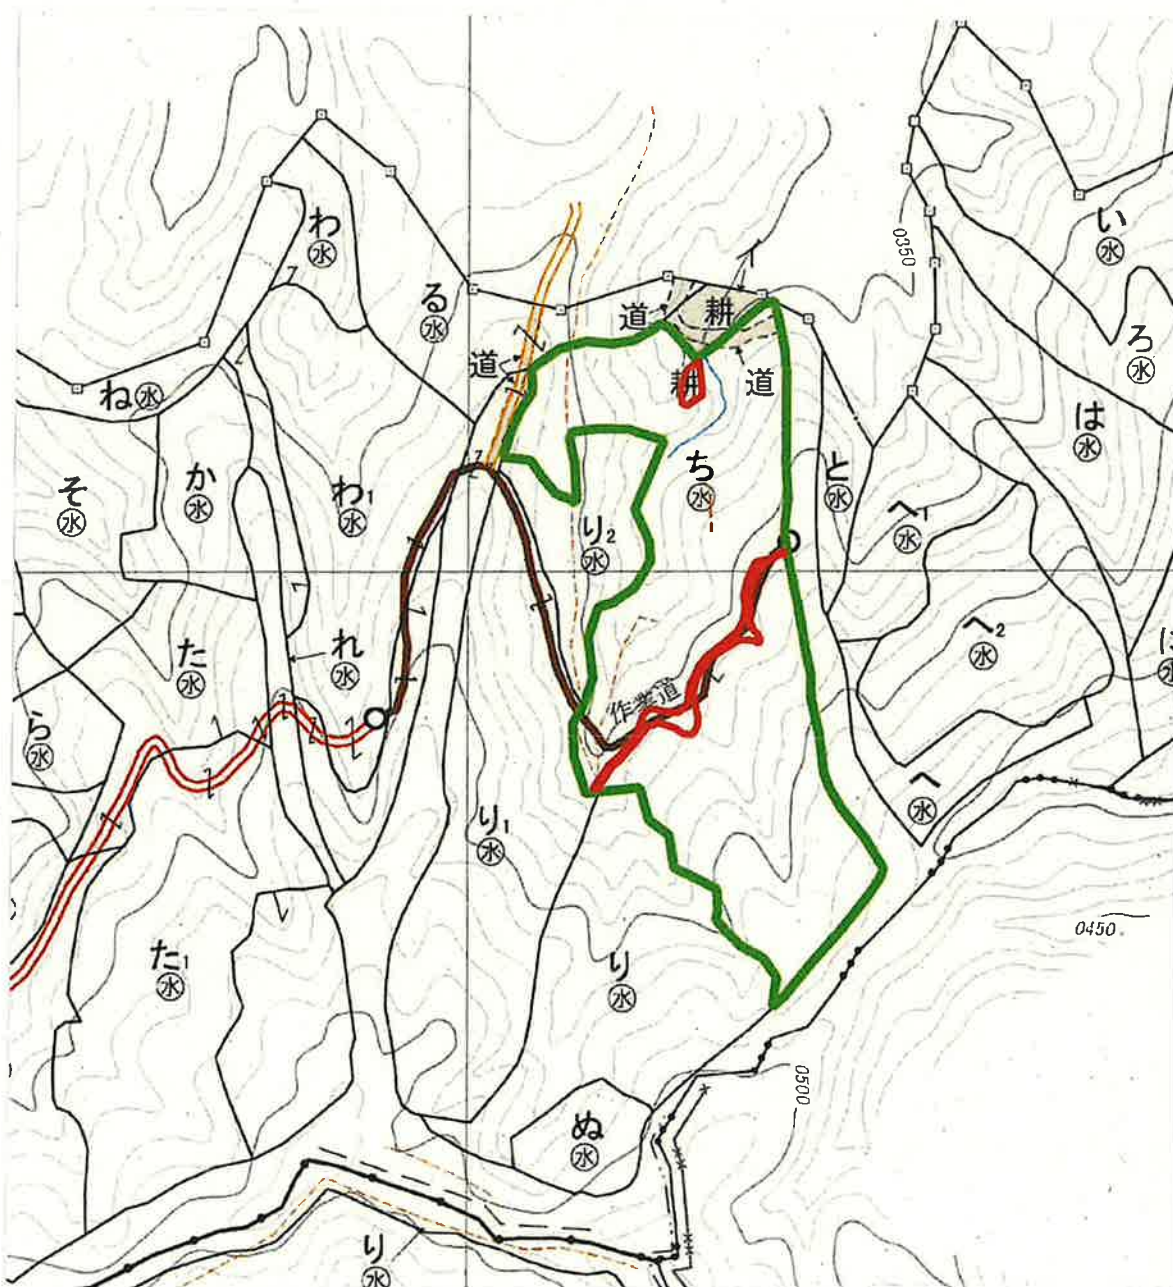 い
水
わ
水
0350
イ
る
水
道
耕
ろ
水
道
耕
道
ね水
は
水
ち
水
と
水
か
水
わ1
水
そ
水
へ1
水
り2
水
れ
水
た
水
へ2
水
は
水
作業道
ら
水
へ
水
り1
水
0450
た1
水
り
水
0500
ぬ
水
り
水